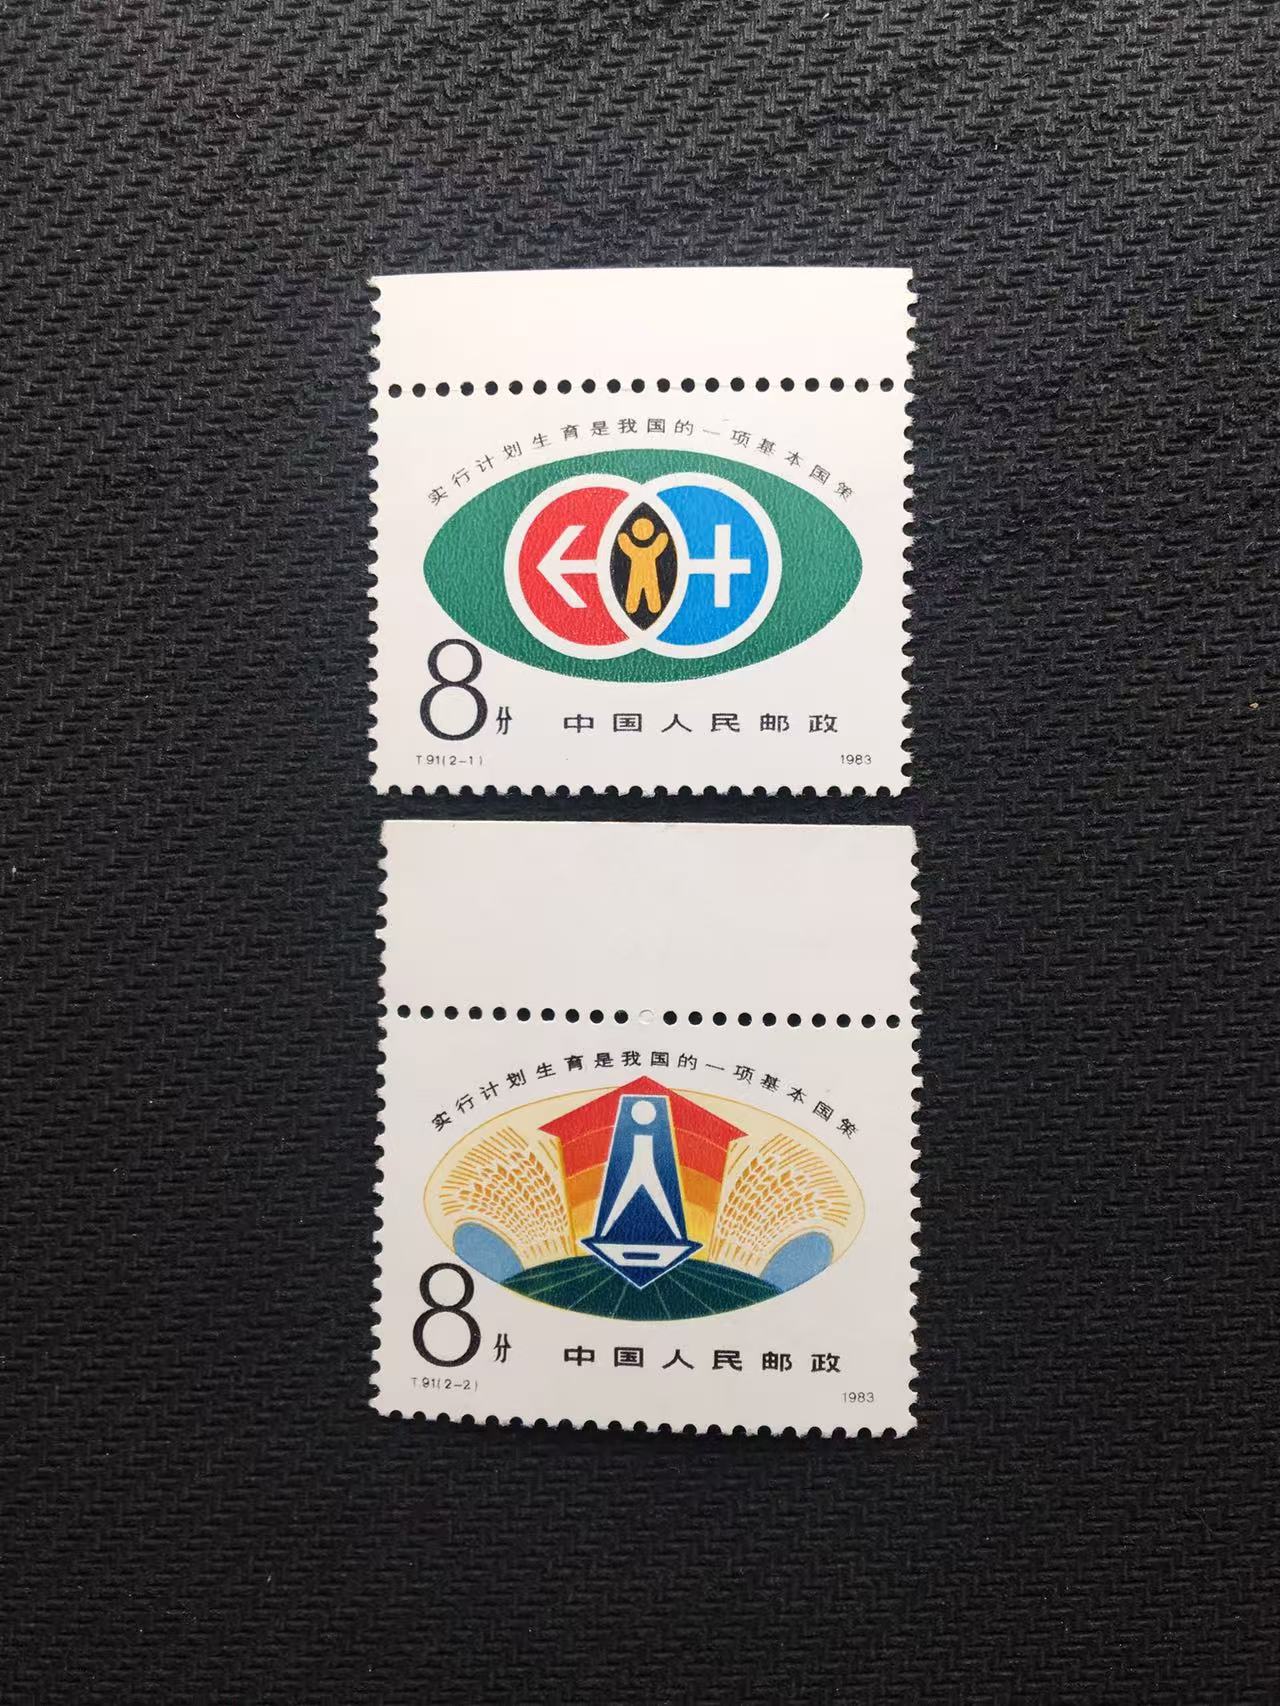 实行计划生育是我国的一项基本国策
8分 中国人民邮政
T.91(2-1) 1983
实行计划生育是我国的一项基本国策
8分 中国人民邮政
T.91(2-2) 1983